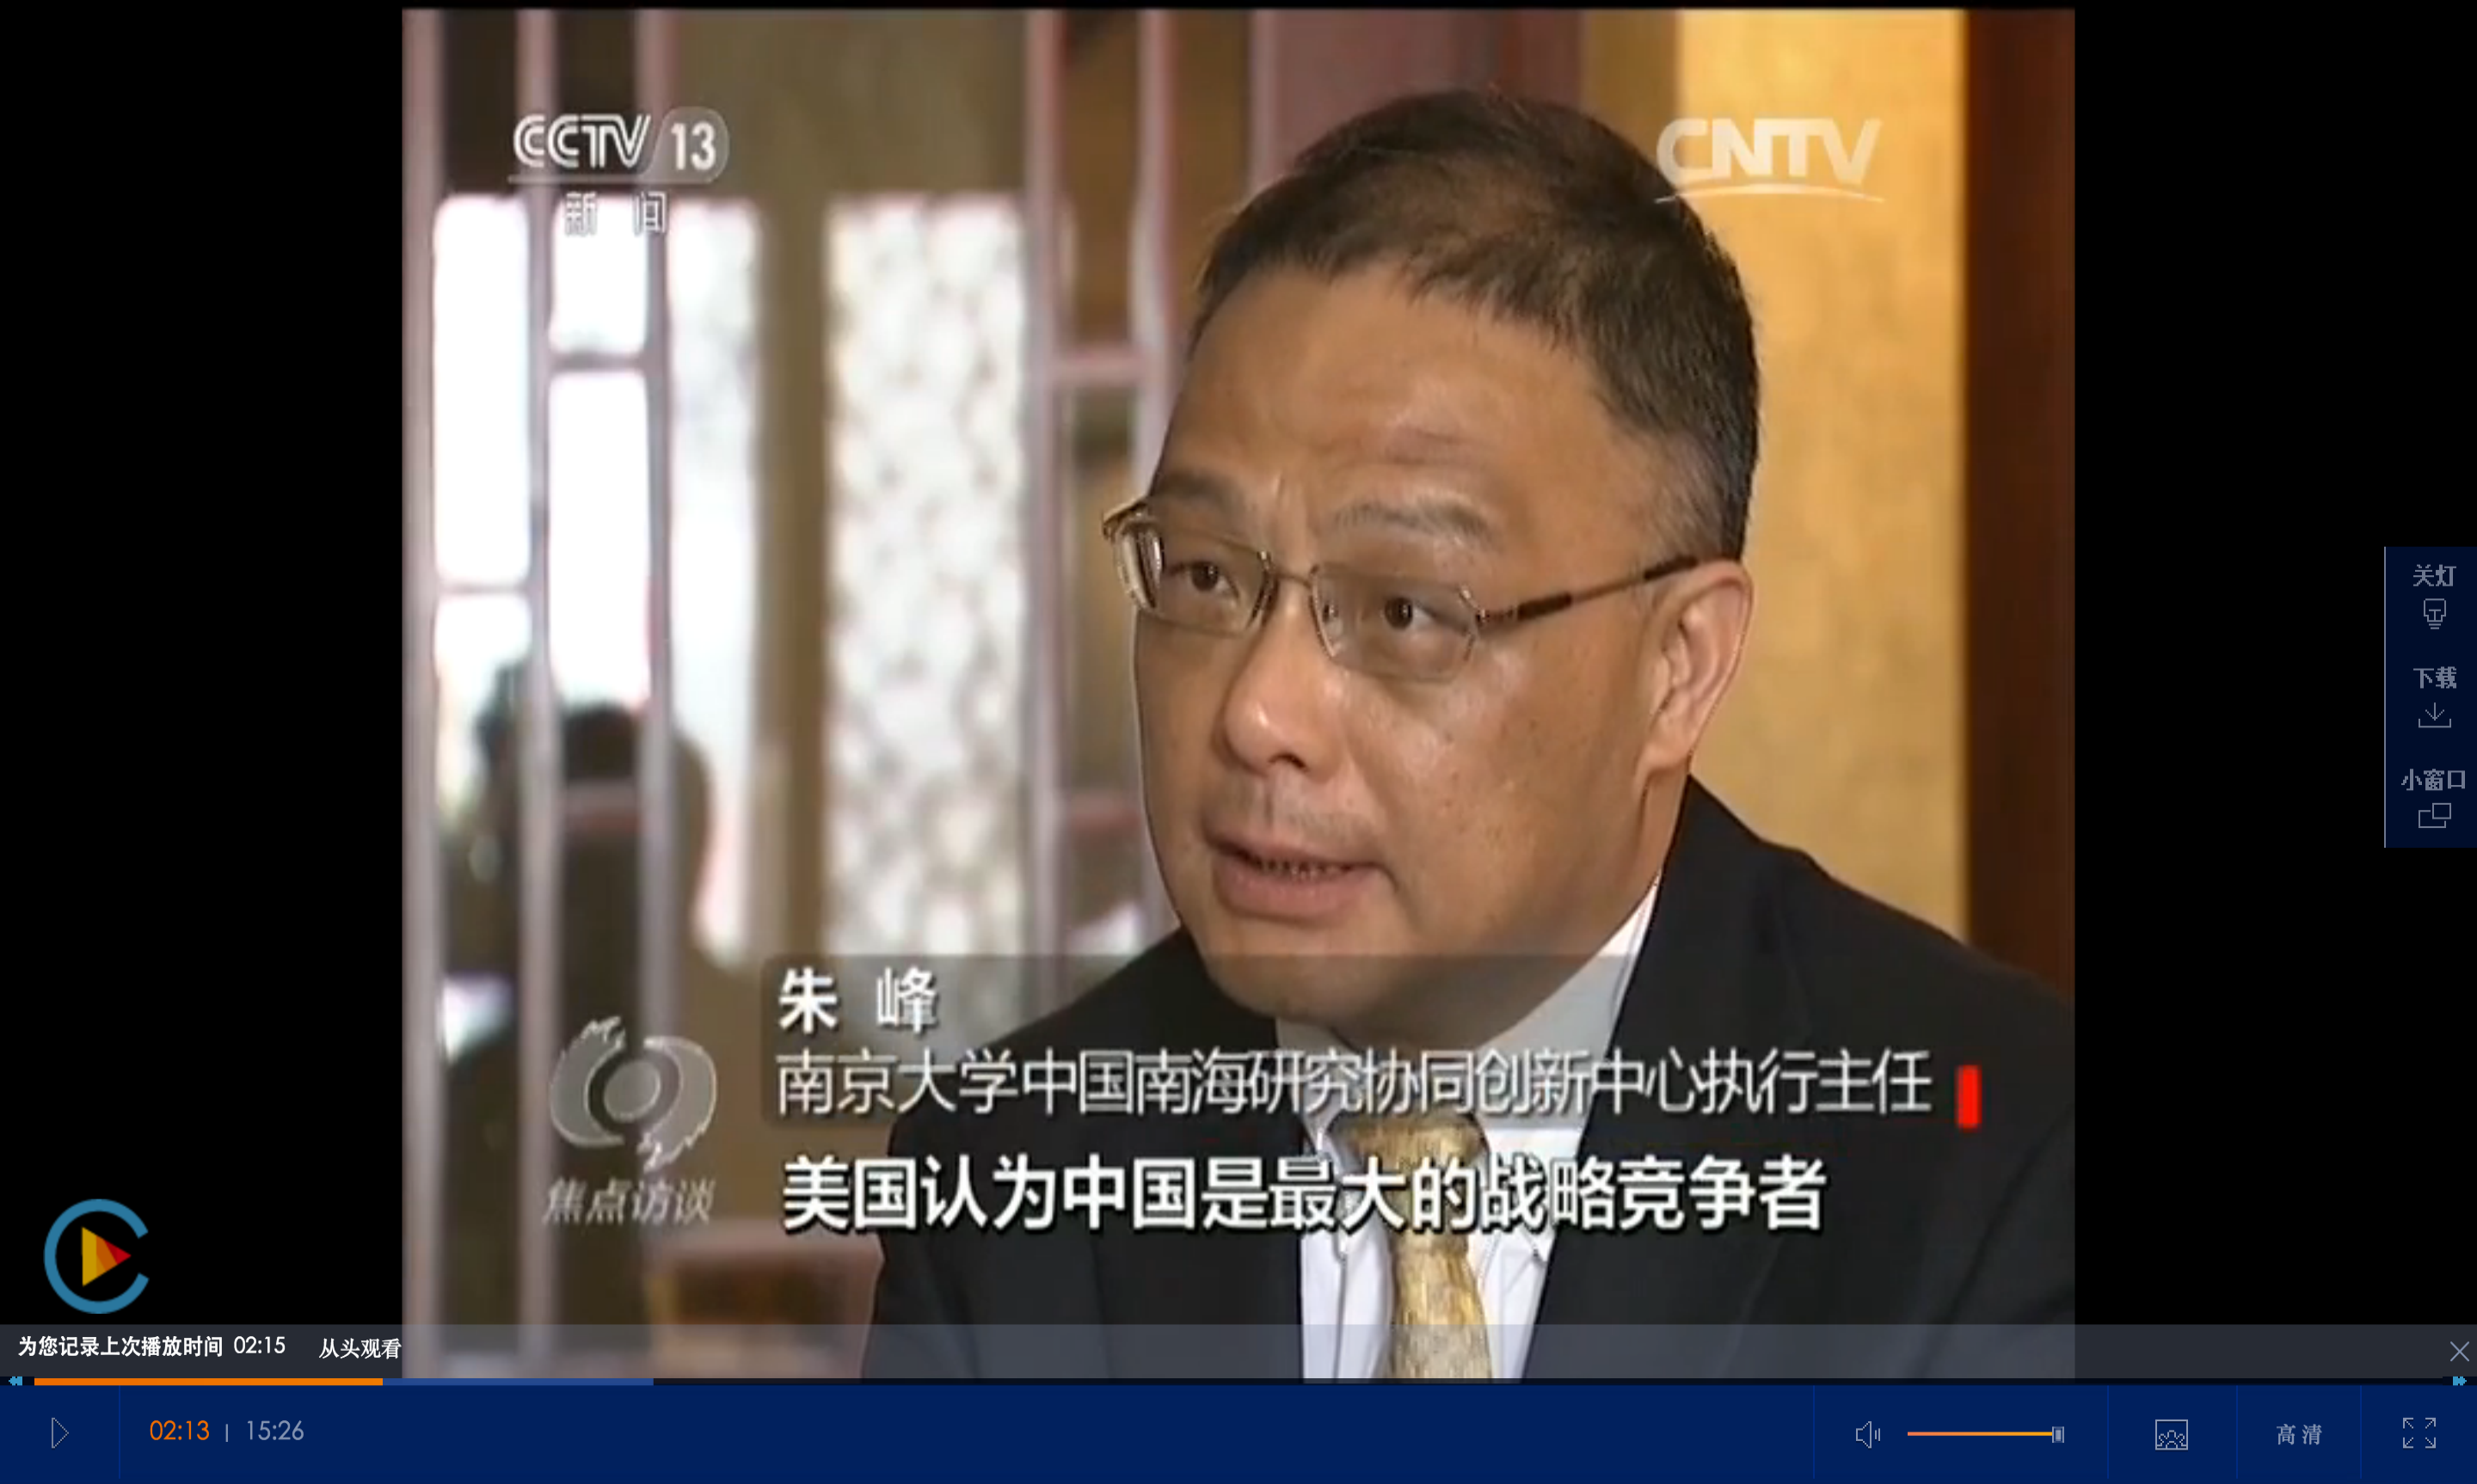 CCTV 13
新 闻
CNTV
关灯
下载
小窗口
朱 峰
南京大学中国南海研究协同创新中心执行主任
焦点访谈
美国认为中国是最大的战略竞争者
为您记录上次播放时间 02:15 从头观看
02:13 | 15:26
高清